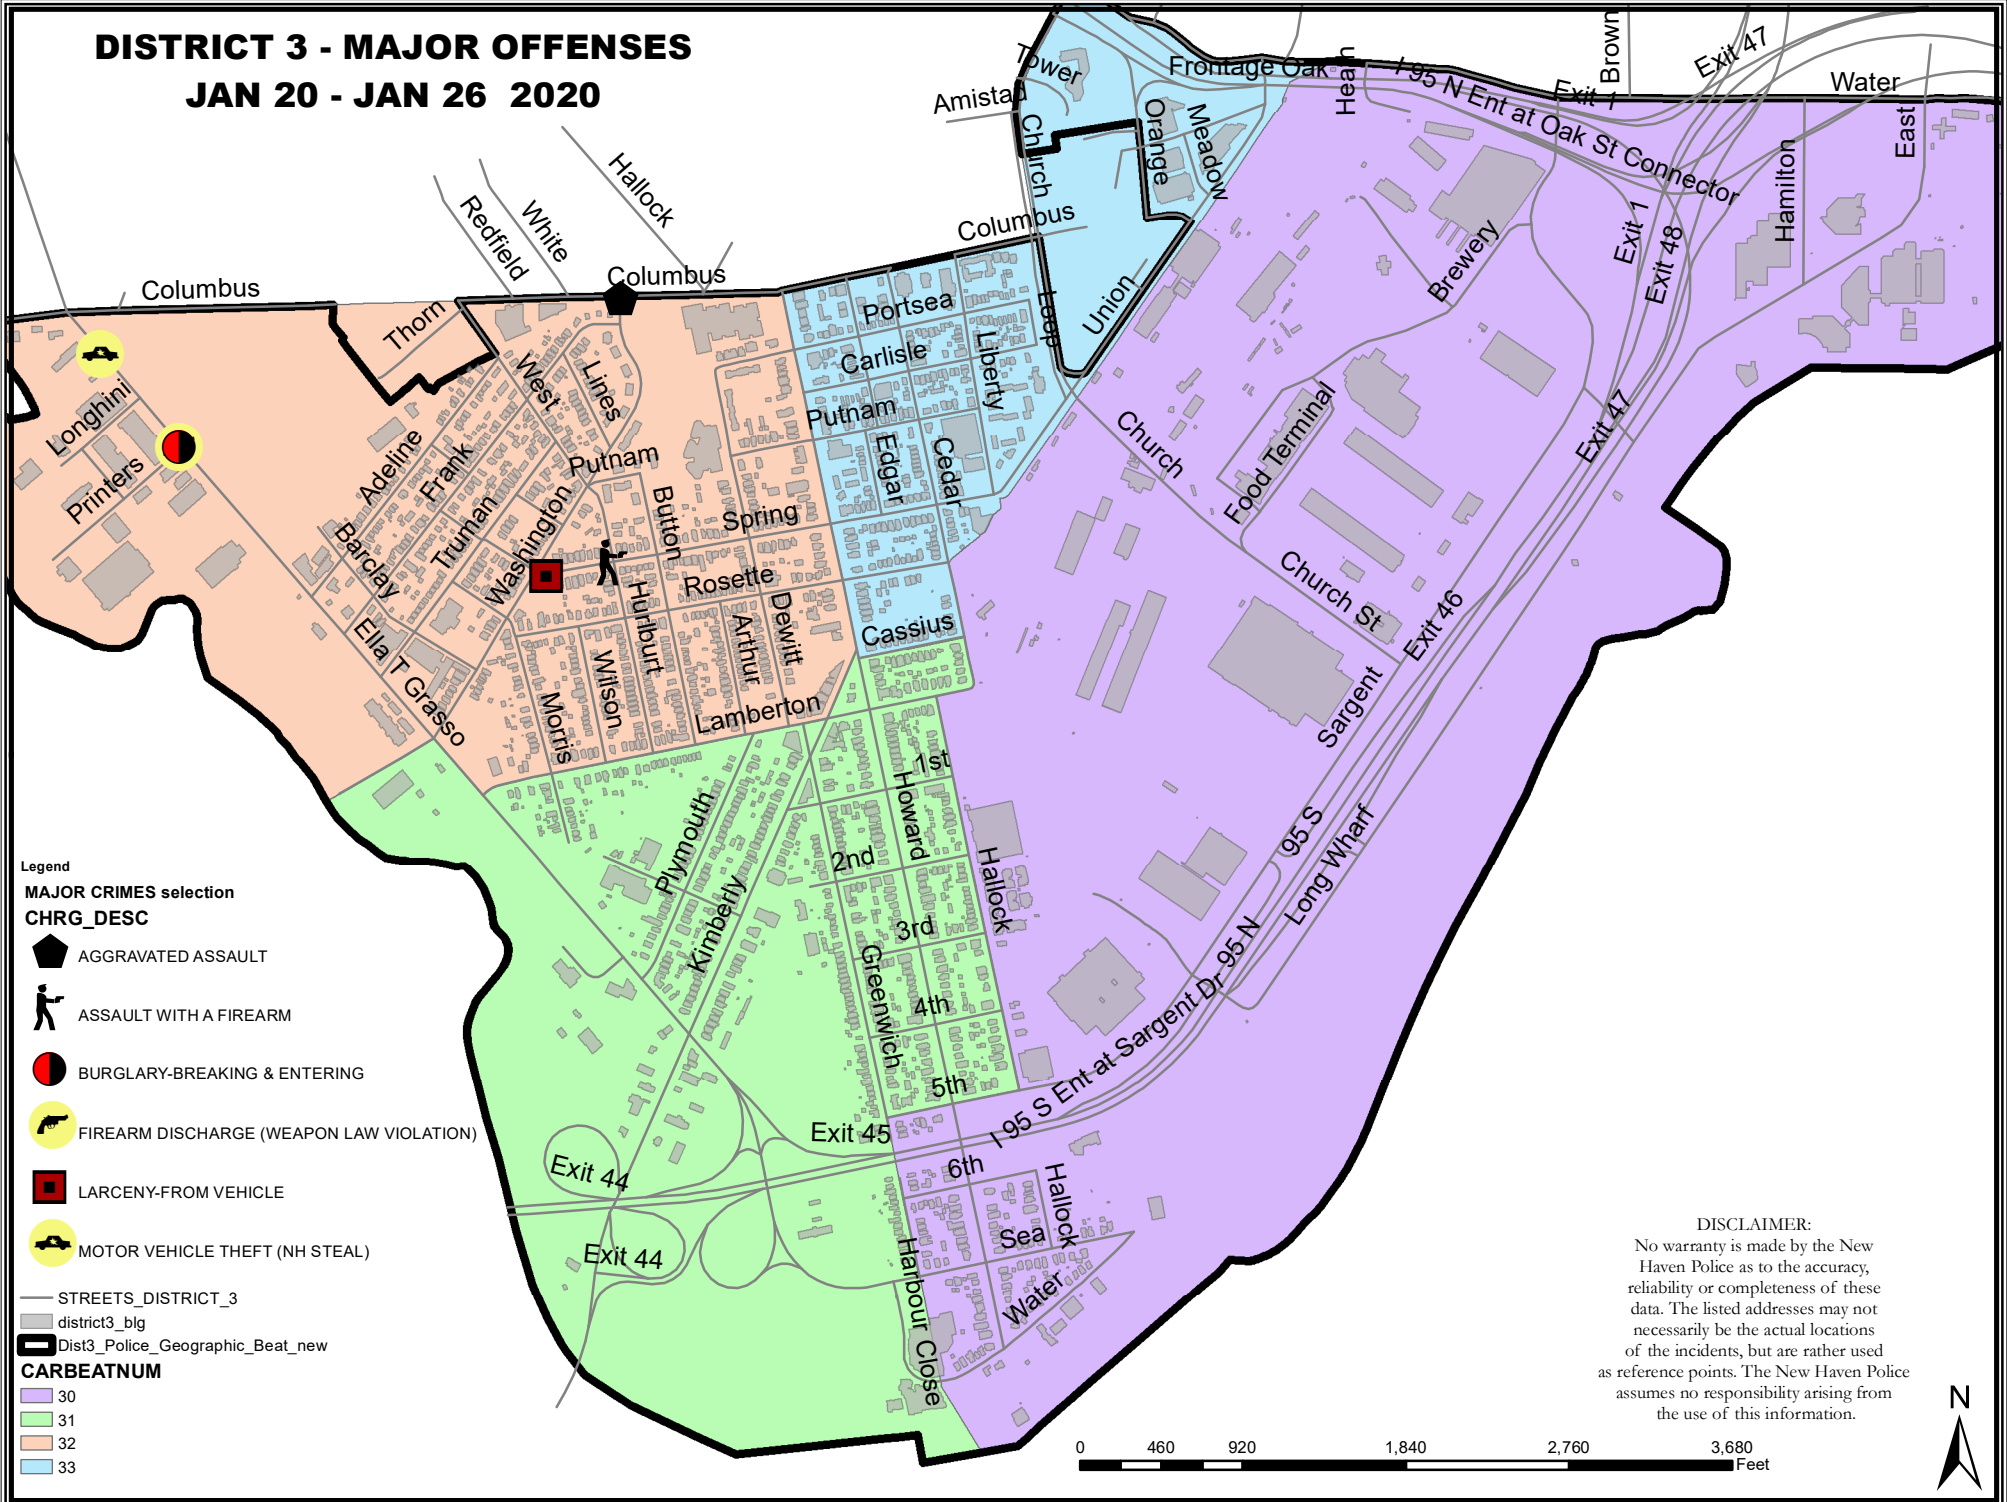 DISTRICT 3 - MAJOR OFFENSES
JAN 20 - JAN 26  2020
Tower
Amistad
Church
Frontage Oak
Orange
Meadow
Heath
I 95 N Ent at Oak St Connector
Exit 1
Brown
Exit 47
Water
East
Hamilton
Exit 1
Exit 48
Brewery
Hallock
White
Redfield
Columbus
Columbus
Columbus
Loop
Union
Thorn
Portsea
Carlisle
Liberty
Putnam
Edgar
Cedar
Cassius
West
Lines
Longhini
Printers
Adeline
Frank
Truman
Putnam
Washington
Button
Spring
Barclay
Rosette
Hurlburt
Arthur
Dewitt
Ella T Grasso
Wilson
Morris
Lamberton
Church
Food Terminal
Exit 47
Church St
Exit 46
Sargent
1st
Howard
Plymouth
2nd
Kimberly
Hallock
3rd
Greenwich
4th
5th
95 S
Long Wharf
95 N
I 95 S Ent at Sargent Dr
Exit 45
Exit 44
Exit 44
6th
Hallock
Sea
Water
Harbour Close
Legend
MAJOR CRIMES selection
CHRG_DESC
AGGRAVATED ASSAULT
ASSAULT WITH A FIREARM
BURGLARY-BREAKING & ENTERING
FIREARM DISCHARGE (WEAPON LAW VIOLATION)
LARCENY-FROM VEHICLE
MOTOR VEHICLE THEFT (NH STEAL)
STREETS_DISTRICT_3
district3_blg
Dist3_Police_Geographic_Beat_new
CARBEATNUM
30
31
32
33
DISCLAIMER:
No warranty is made by the New
Haven Police as to the accuracy,
reliability or completeness of these
data. The listed addresses may not
necessarily be the actual locations
of the incidents, but are rather used
as reference points. The New Haven Police
assumes no responsibility arising from
the use of this information.
N
0 460 920 1,840 2,760 3,680
Feet